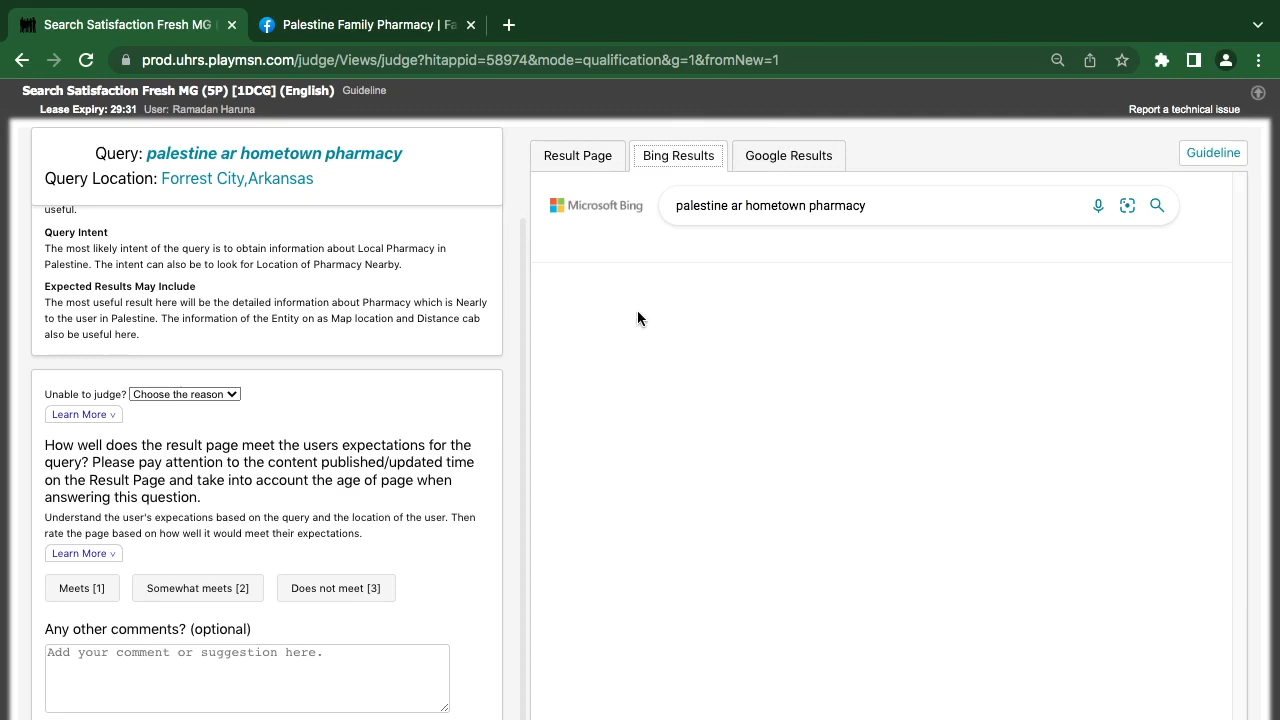 Search Satisfaction Fresh MG (
Palestine Family Pharmacy | Fa
prod.uhrs.playmsn.com/judge/Views/judge?hitappid=58974&mode=qualification&g=1&fromNew=1
Search Satisfaction Fresh MG (5P) [1DCG] (English) Guideline
Lease Expiry: 29:31 User: Ramadan Haruna
Report a technical issue
Query: palestine ar hometown pharmacy
Query Location: Forrest City,Arkansas
useful.
Query Intent
The most likely intent of the query is to obtain information about Local Pharmacy in
Palestine. The intent can also be to look for Location of Pharmacy Nearby.
Expected Results May Include
The most useful result here will be the detailed information about Pharmacy which is Nearly
to the user in Palestine. The information of the Entity on as Map location and Distance cab
also be useful here.
Unable to judge? Choose the reason
Learn More v
How well does the result page meet the users expectations for the
query? Please pay attention to the content published/updated time
on the Result Page and take into account the age of page when
answering this question.
Understand the user's expecations based on the query and the location of the user. Then
rate the page based on how well it would meet their expectations.
Learn More v
Meets [1] Somewhat meets [2] Does not meet [3]
Any other comments? (optional)
Add your comment or suggestion here.
Result Page Bing Results Google Results
Guideline
Microsoft Bing
palestine ar hometown pharmacy